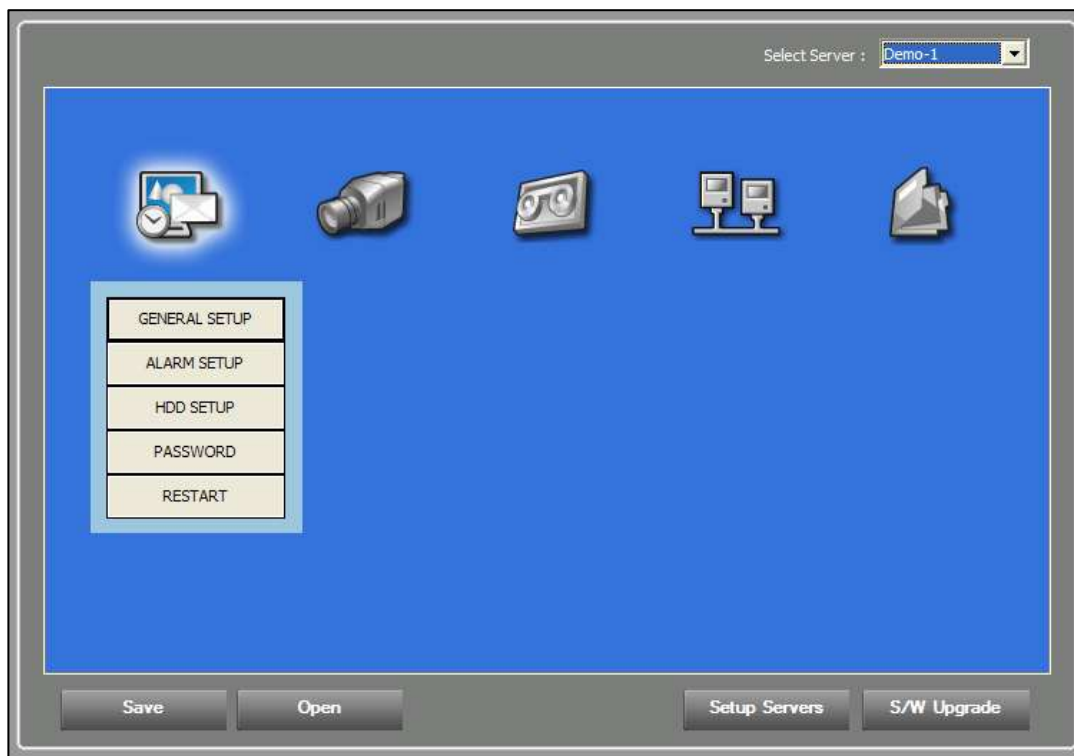 Select Server : Demo-1
GENERAL SETUP
ALARM SETUP
HDD SETUP
PASSWORD
RESTART
Save Open Setup Servers S/W Upgrade